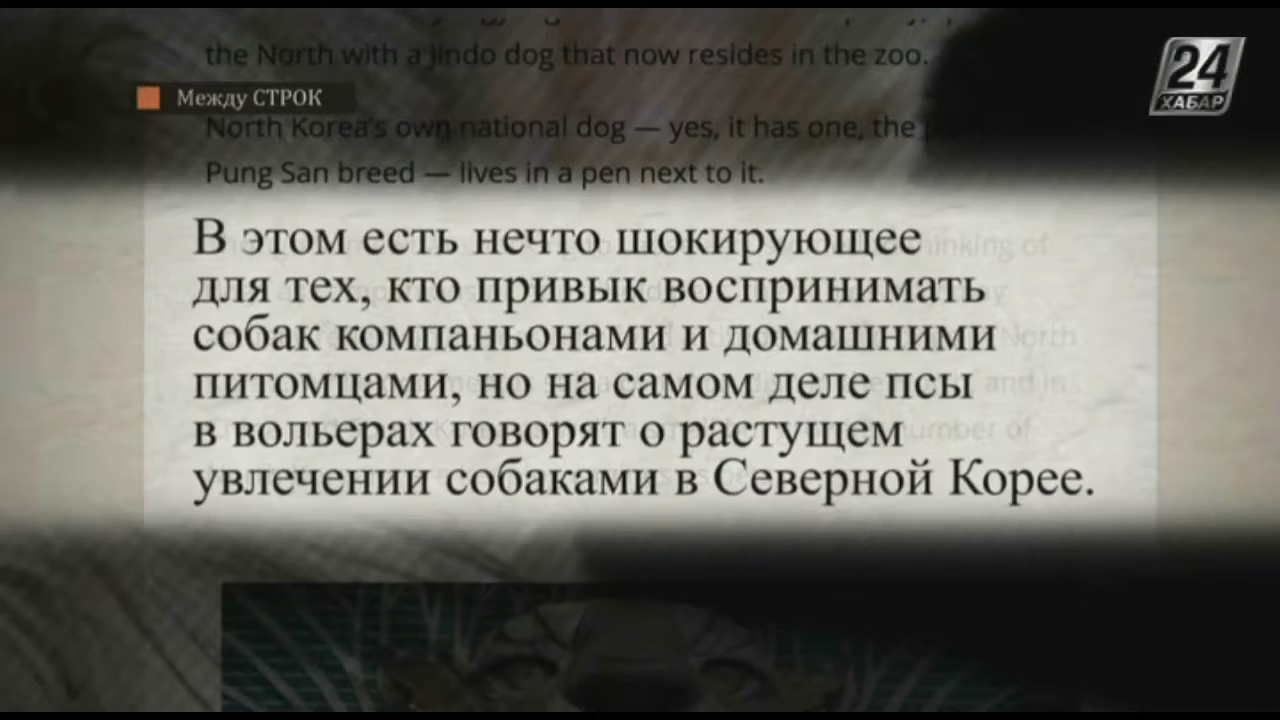 the North with a Jindo dog that now resides in the zoo.
24
ХАБАР
Между СТРОК
North Korea's own national dog — yes, it has one, the
Pung San breed — lives in a pen next to it.
В этом есть нечто шокирующее
для тех, кто привык воспринимать
собак компаньонами и домашними
питомцами, но на самом деле псы
в вольерах говорят о растущем
увлечении собаками в Северной Корее.